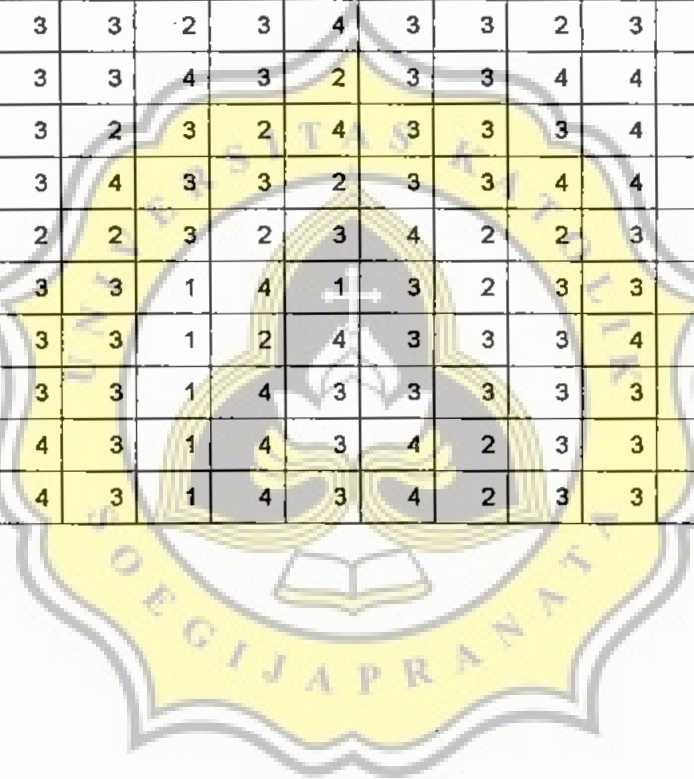 3 3 2 3 4 3 3 2 3
3 3 4 3 2 3 3 4 4
3 2 3 2 4 3 3 3 4
3 4 3 3 2 3 3 4 4
2 2 3 2 3 4 2 2 3
3 3 1 4 1 3 2 3 3
3 3 1 2 4 3 3 3 4
3 3 1 4 3 3 3 3 3
4 3 1 4 3 4 2 3 3
4 3 1 4 3 4 2 3 3
UNIVERSITAS KATOLIK
SOEGIJAPRANATA